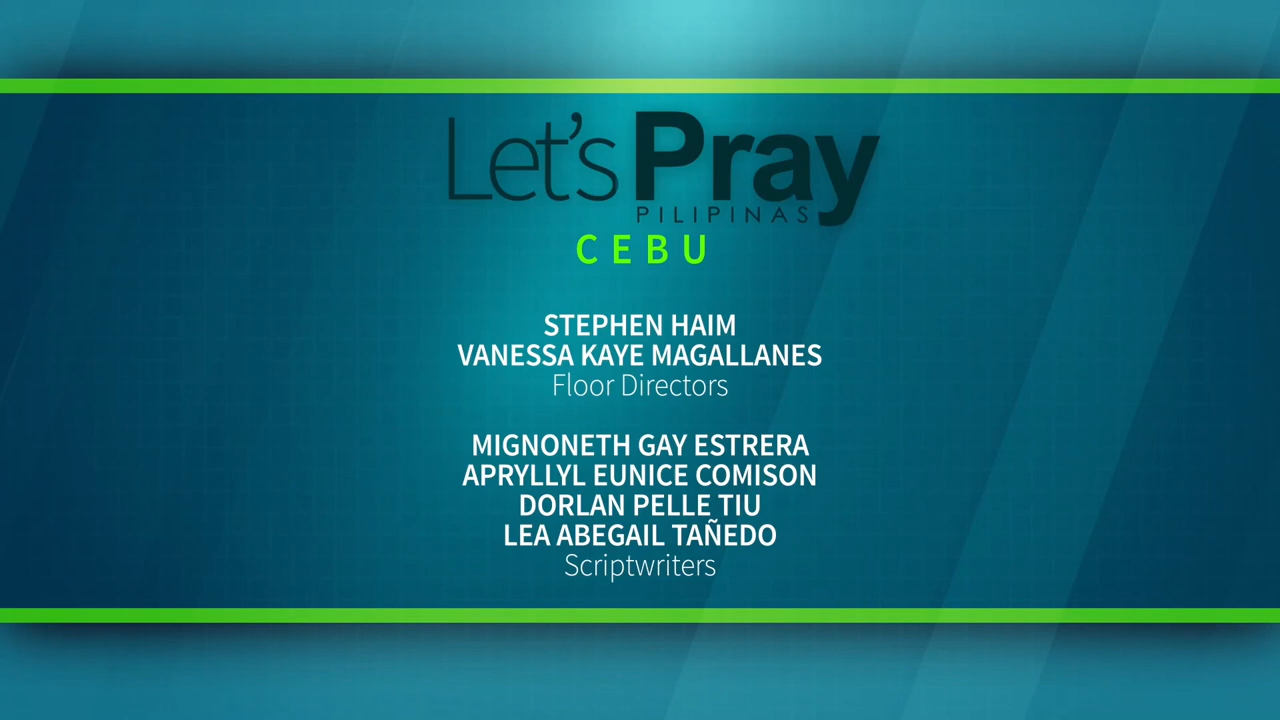 Let's Pray
PILIPINAS
CEBU
STEPHEN HAIM
VANESSA KAYE MAGALLANES
Floor Directors
MIGNONETH GAY ESTRERA
APRYLLYL EUNICE COMISON
DORLAN PELLE TIU
LEA ABEGAIL TAÑEDO
Scriptwriters